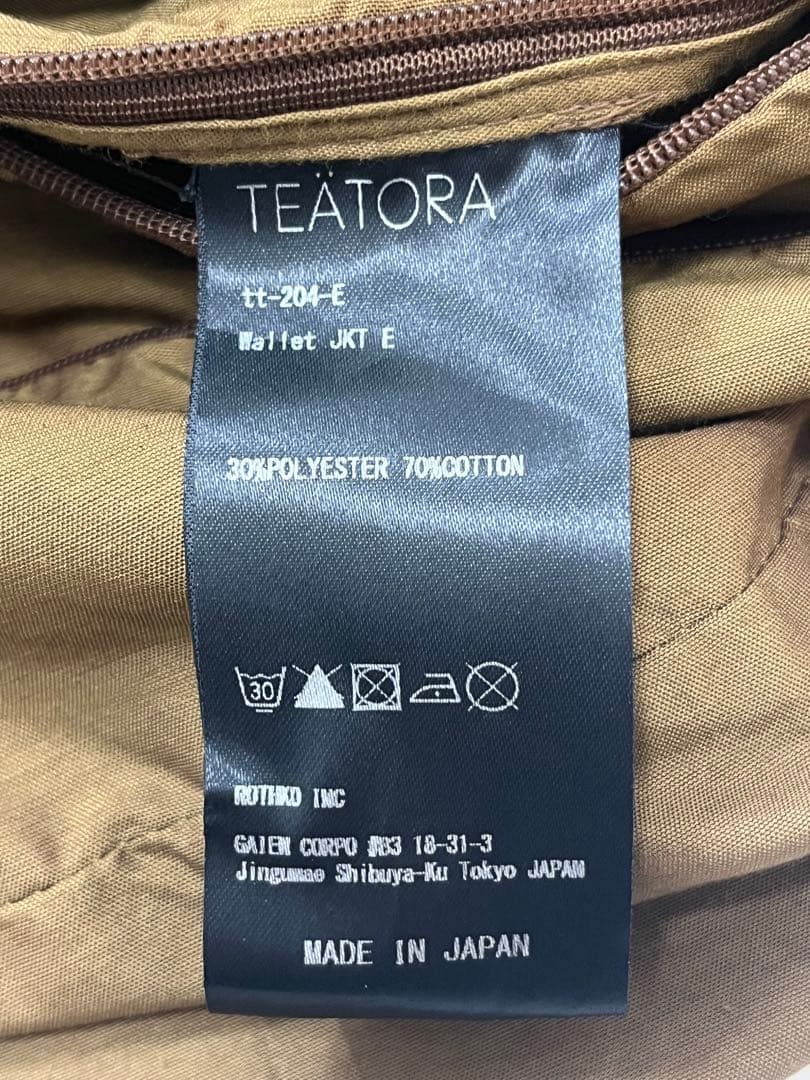 TEÄTORA
tt-204-E
Wallet JKT E
30%POLYESTER 70%COTTON
30
ROTHKO INC
GAIEN CORPO #B3 18-31-3
Jingumae Shibuya-Ku Tokyo JAPAN
MADE IN JAPAN